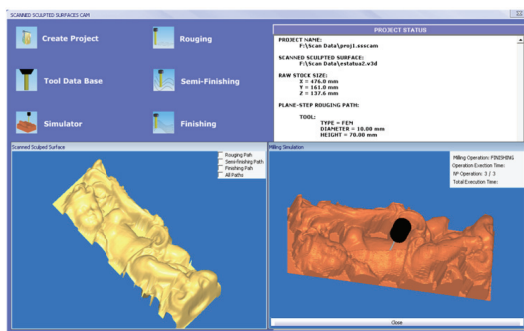 SCANNED SCULPTED SURFACES CAM
Create Project
Rouging
Tool Data Base
Semi-Finishing
Simulator
Finishing
PROJECT STATUS
PROJECT NAME:
F:\Scan Data\proj1.ssscam
SCANNED SCULPTED SURFACE:
F:\Scan Data\estatua2.v3d
RAW STOCK SIZE:
X = 476.0 mm
Y = 161.0 mm
Z = 137.6 mm
PLANE-STEP ROUGING PATH:
TOOL:
TYPE = FEM
DIAMETER = 10.00 mm
HEIGHT = 70.00 mm
Scanned Sculped Surface
Rouging Path
Semi-finishing Path
Finishing Path
All Paths
Milling Simulation
Milling Operation: FINISHING
Operation Exection Time:
RP Operation: 3 / 3
Total Execution Time:
Close